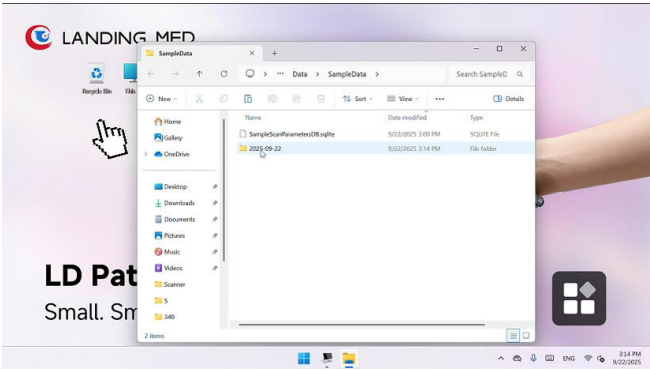 LANDING MED
SampleData
Data > SampleData >
Search SampleD
New
Sort
View
Details
Recycle Bin
This
Name
Date modified
Type
Home
Gallery
OneDrive
Desktop
Downloads
Documents
Pictures
Music
Videos
Scanner
5
340
SampleScanParametersDB.sqlite 9/22/2025 3:00 PM SQLITE File
2025-09-22 9/22/2025 3:14 PM File folder
LD Pat
Small. Sm
2 items
ENG
3:14 PM
9/22/2025